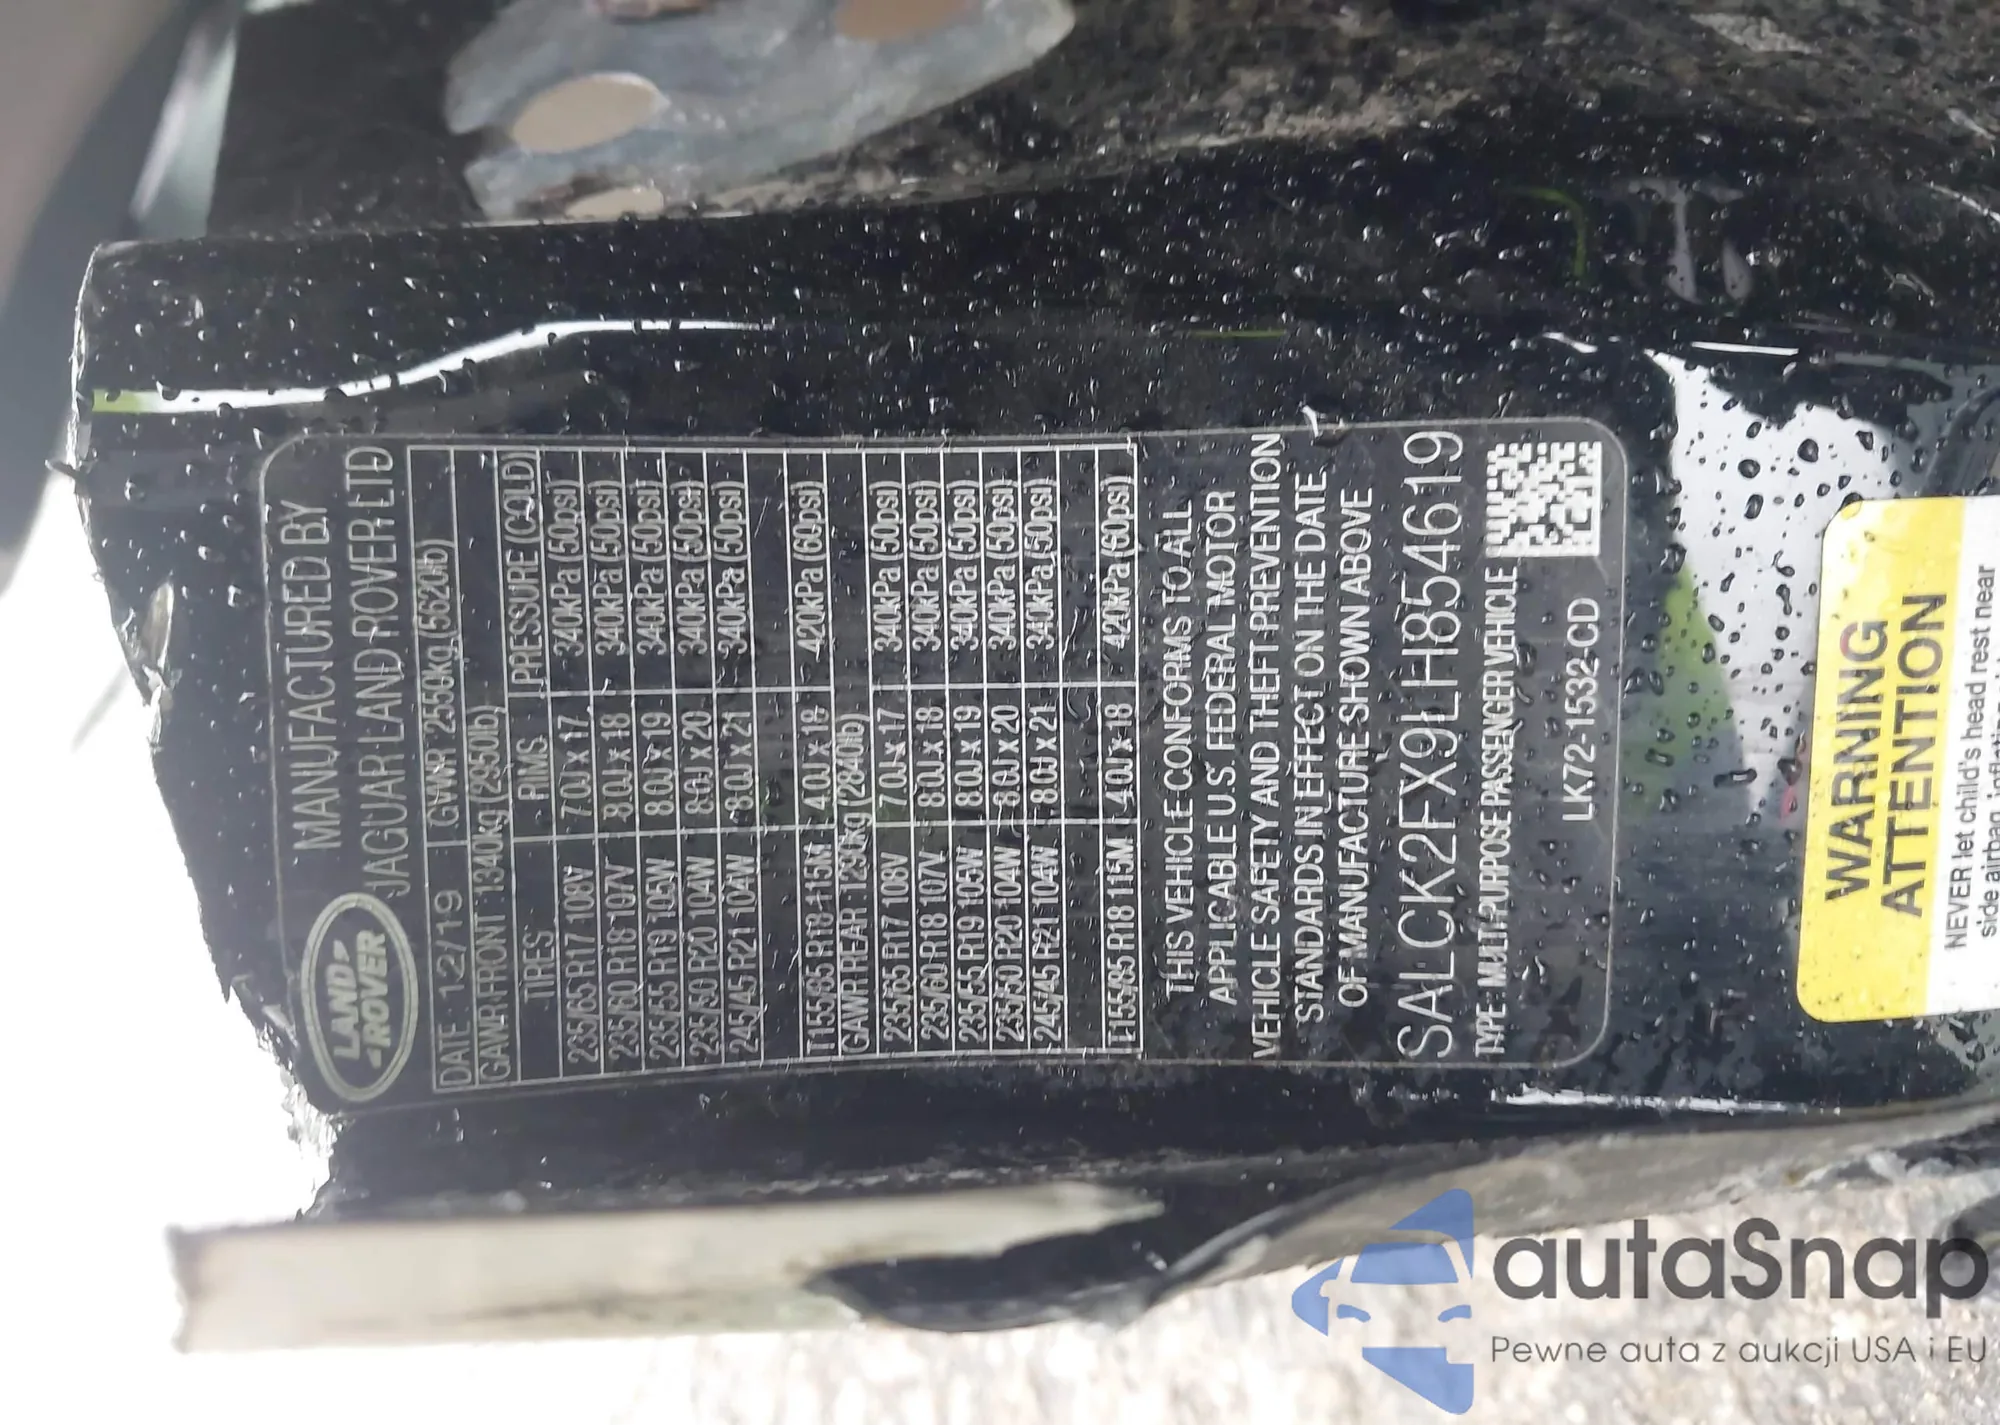 LAND ROVER
MANUFACTURED BY
JAGUAR LAND ROVER LTD
DATE 12/19 GVWR 2550kg (5620lb)
GAWR FRONT 1340kg (2950lb)
TIRES RIMS PRESSURE (COLD)
235/65 R17 108V 7.0J x 17 340kPa (50psi)
235/60 R18 107V 8.0J x 18 340kPa (50psi)
235/55 R19 105W 8.0J x 19 340kPa (50psi)
235/50 R20 104W 8.0J x 20 340kPa (50psi)
245/45 R21 104W 8.0J x 21 340kPa (50psi)
T155/85 R18 115M 4.0J x 18 420kPa (60psi)
GAWR REAR 1290kg (2840lb)
235/65 R17 108V 7.0J x 17 340kPa (50psi)
235/60 R18 107V 8.0J x 18 340kPa (50psi)
235/55 R19 105W 8.0J x 19 340kPa (50psi)
235/50 R20 104W 8.0J x 20 340kPa (50psi)
245/45 R21 104W 8.0J x 21 340kPa (50psi)
T155/85 R18 115M 4.0J x 18 420kPa (60psi)
THIS VEHICLE CONFORMS TO ALL
APPLICABLE U.S. FEDERAL MOTOR
VEHICLE SAFETY AND THEFT PREVENTION
STANDARDS IN EFFECT ON THE DATE
OF MANUFACTURE SHOWN ABOVE
SALCK2FX9LH854619
TYPE: MULTI-PURPOSE PASSENGER VEHICLE
LK72-1532-CD
WARNING
ATTENTION
NEVER let child's head rest near
side airbag inflating
autaSnap
Pewne auta z aukcji USA i EU